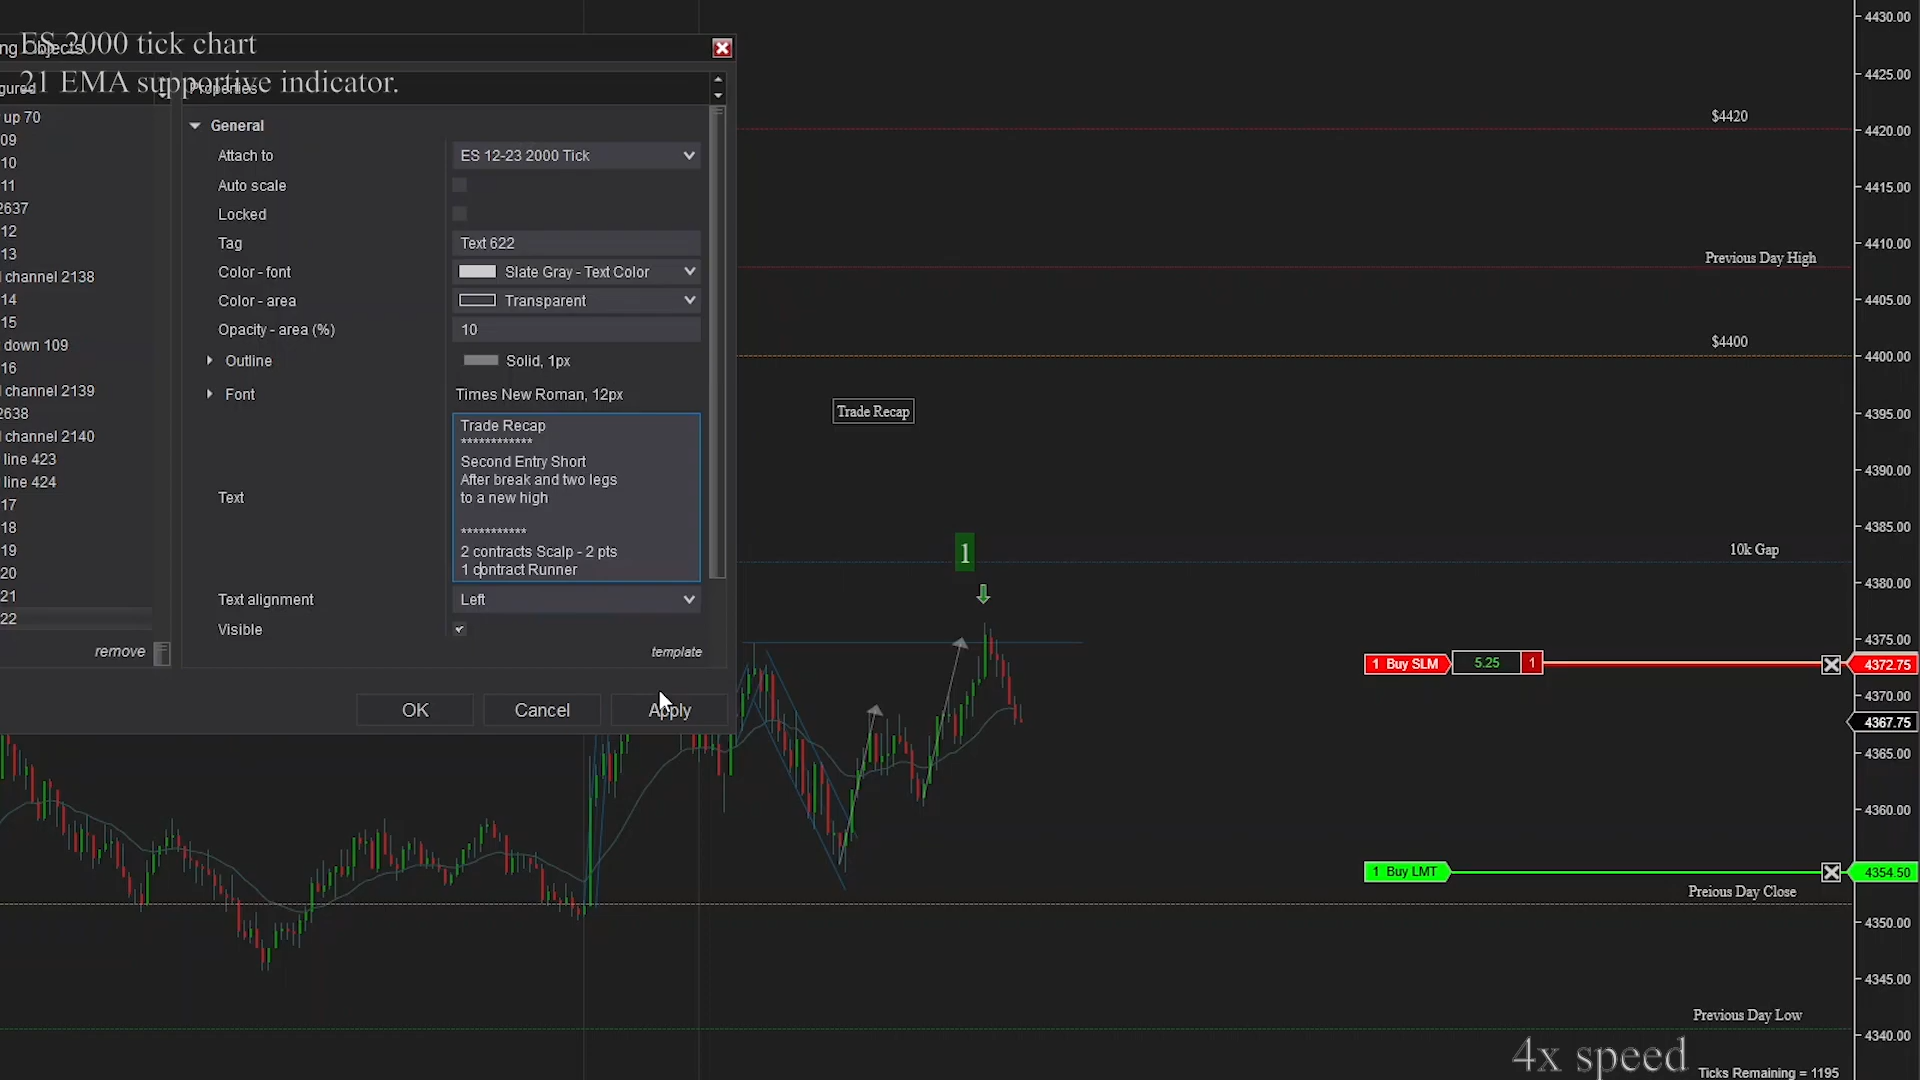 ES 2000 tick chart
ng Objects
21 EMA supportive indicator.
gured
Properties
up 70
09
10
11
2637
12
13
l channel 2138
14
15
down 109
16
l channel 2139
2638
l channel 2140
line 423
line 424
17
18
19
20
21
22
remove
General
Attach to
ES 12-23 2000 Tick
Auto scale
Locked
Tag
Text 622
Color - font
Slate Gray - Text Color
Color - area
Transparent
Opacity - area (%)
10
Outline
Solid, 1px
Font
Times New Roman, 12px
Text
Trade Recap
************
Second Entry Short
After break and two legs
to a new high
***********
2 contracts Scalp - 2 pts
1 contract Runner
Text alignment
Left
Visible
template
OK
Cancel
Apply
Trade Recap
1
$4420
Previous Day High
$4400
10k Gap
1 Buy SLM
5.25
1
1 Buy LMT
Preious Day Close
Previous Day Low
4x speed
Ticks Remaining = 1195
4430.00
4425.00
4420.00
4415.00
4410.00
4405.00
4400.00
4395.00
4390.00
4385.00
4380.00
4375.00
4372.75
4370.00
4367.75
4365.00
4360.00
4354.50
4350.00
4345.00
4340.00